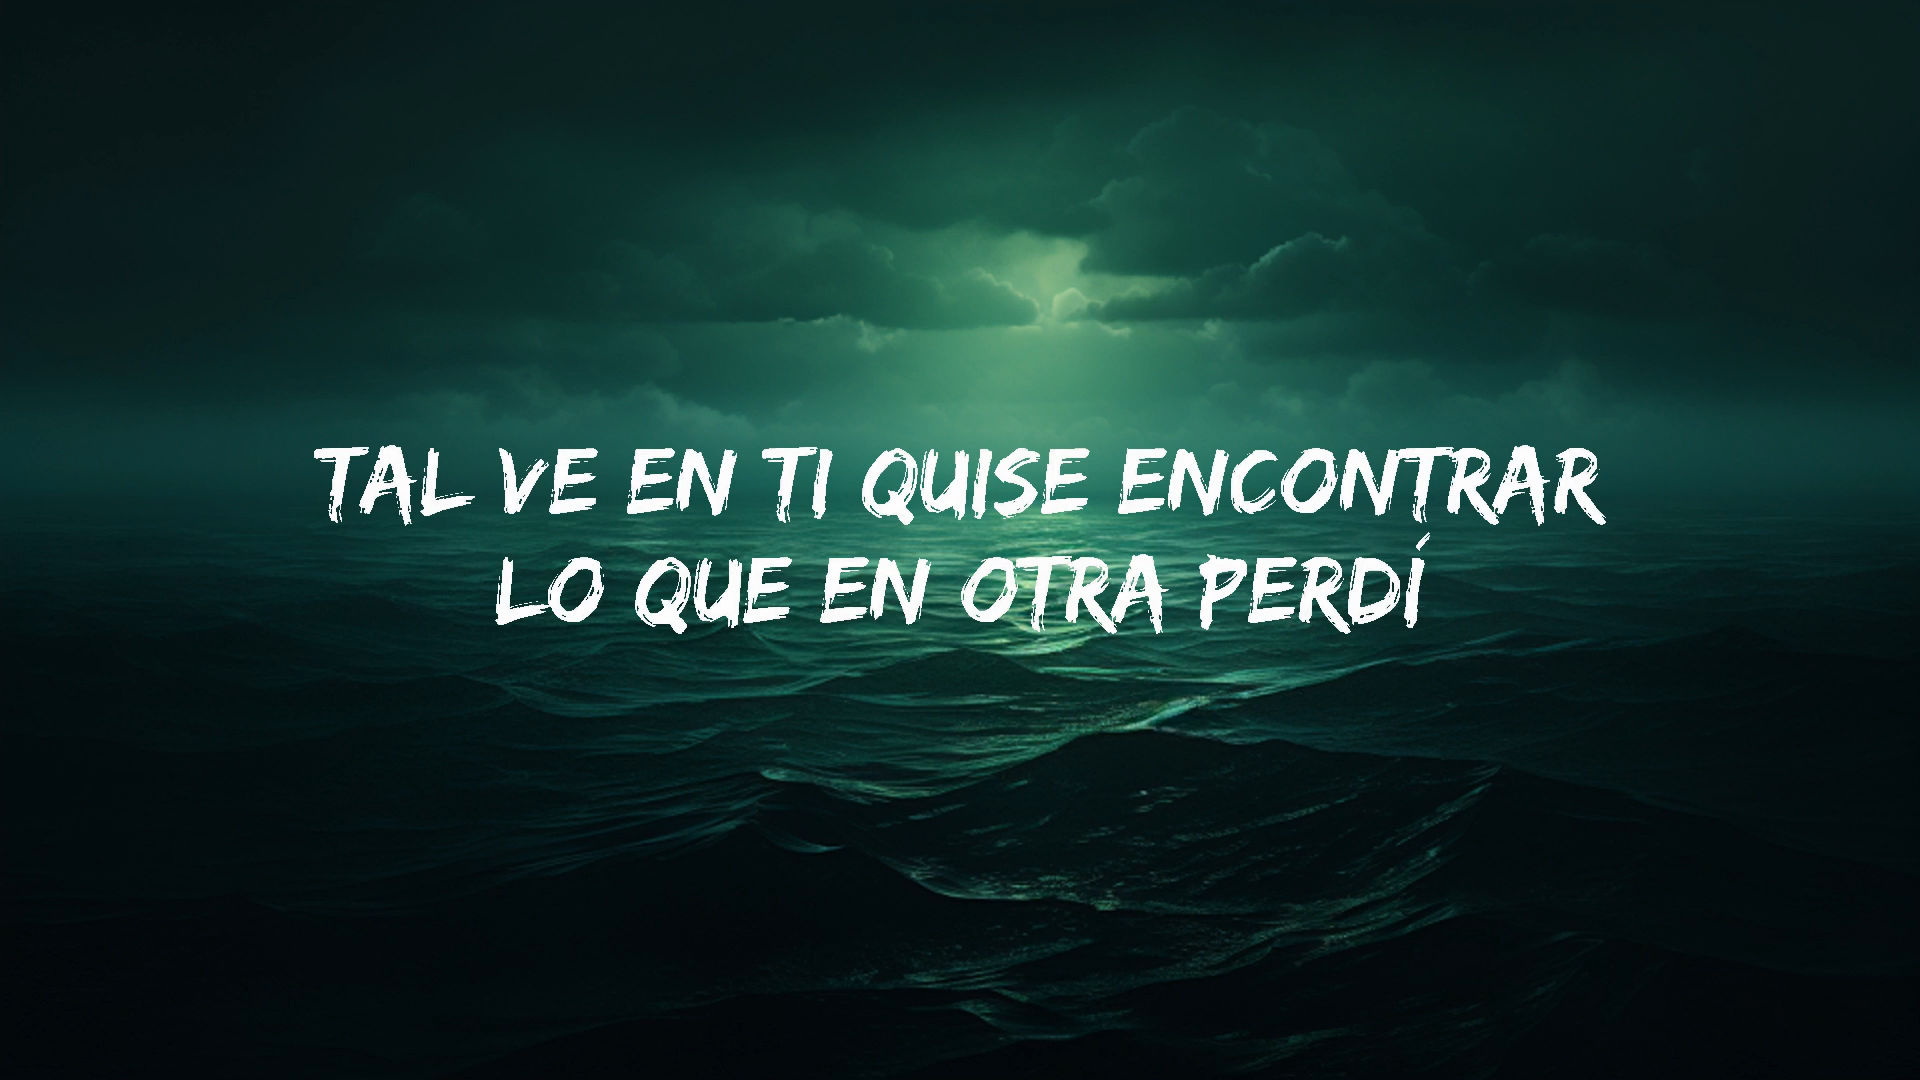 TAL VE EN TI QUISE ENCONTRAR
LO QUE EN OTRA PERDÍ